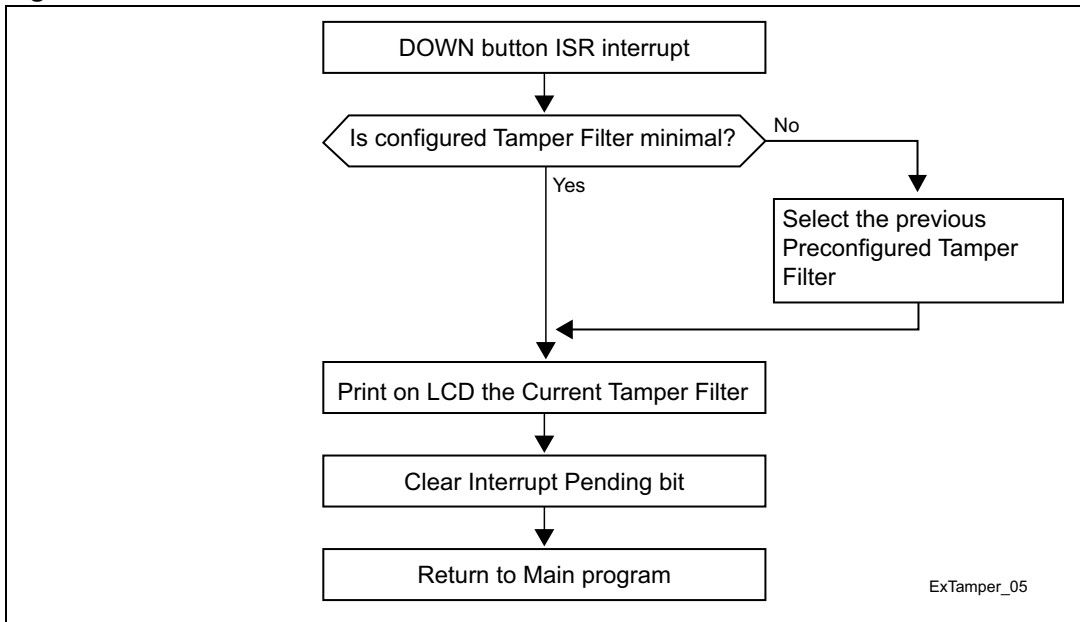 DOWN button ISR interrupt
Is configured Tamper Filter minimal?
No
Yes
Select the previous
Preconfigured Tamper
Filter
Print on LCD the Current Tamper Filter
Clear Interrupt Pending bit
Return to Main program
ExTamper_05